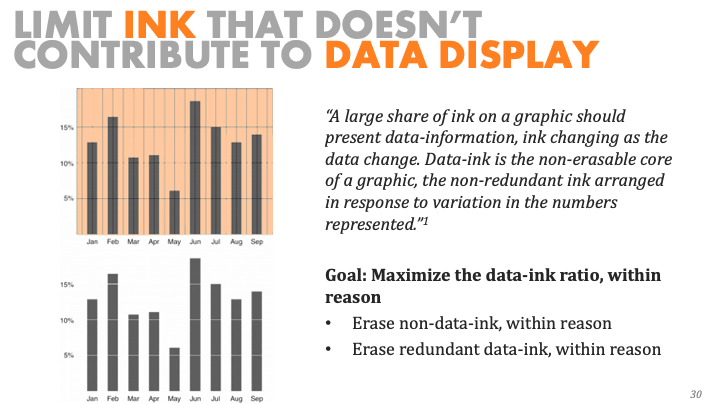 LIMIT INK THAT DOESN'T
CONTRIBUTE TO DATA DISPLAY
15%
10%
5%
Jan Feb Mar Apr May Jun Jul Aug Sep
15%
10%
5%
Jan Feb Mar Apr May Jun Jul Aug Sep
“A large share of ink on a graphic should
present data-information, ink changing as the
data change. Data-ink is the non-erasable core
of a graphic, the non-redundant ink arranged
in response to variation in the numbers
represented.”1
Goal: Maximize the data-ink ratio, within
reason
• Erase non-data-ink, within reason
• Erase redundant data-ink, within reason
30